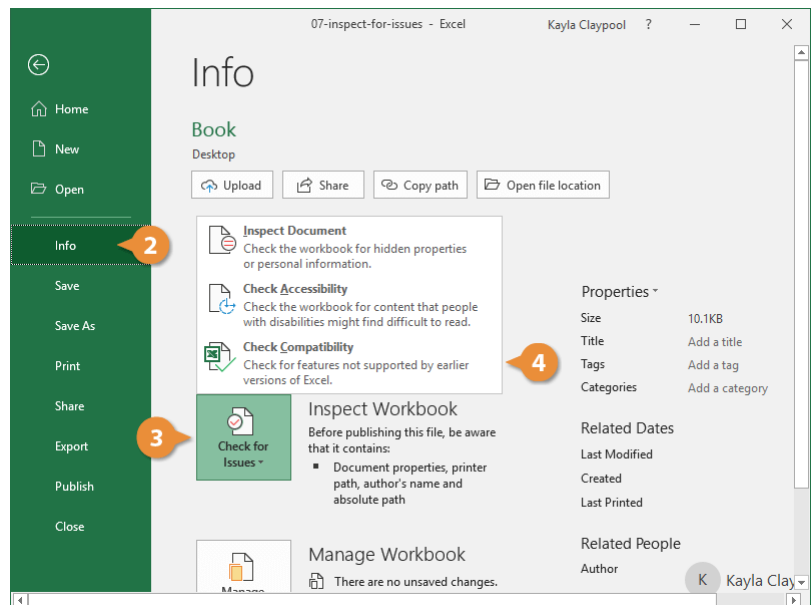 07-inspect-for-issues - Excel
Kayla Claypool
?
Info
Home
New
Open
Info
Save
Save As
Print
Share
Export
Publish
Close
2
Book
Desktop
Upload
Share
Copy path
Open file location
Inspect Document
Check the workbook for hidden properties
or personal information.
Check Accessibility
Check the workbook for content that people
with disabilities might find difficult to read.
Check Compatibility
Check for features not supported by earlier
versions of Excel.
4
3
Check for
Issues
Inspect Workbook
Before publishing this file, be aware
that it contains:
Document properties, printer
path, author's name and
absolute path
Manage
Manage Workbook
There are no unsaved changes.
Properties
Size 10.1KB
Title Add a title
Tags Add a tag
Categories Add a category
Related Dates
Last Modified
Created
Last Printed
Related People
Author
K Kayla Clay